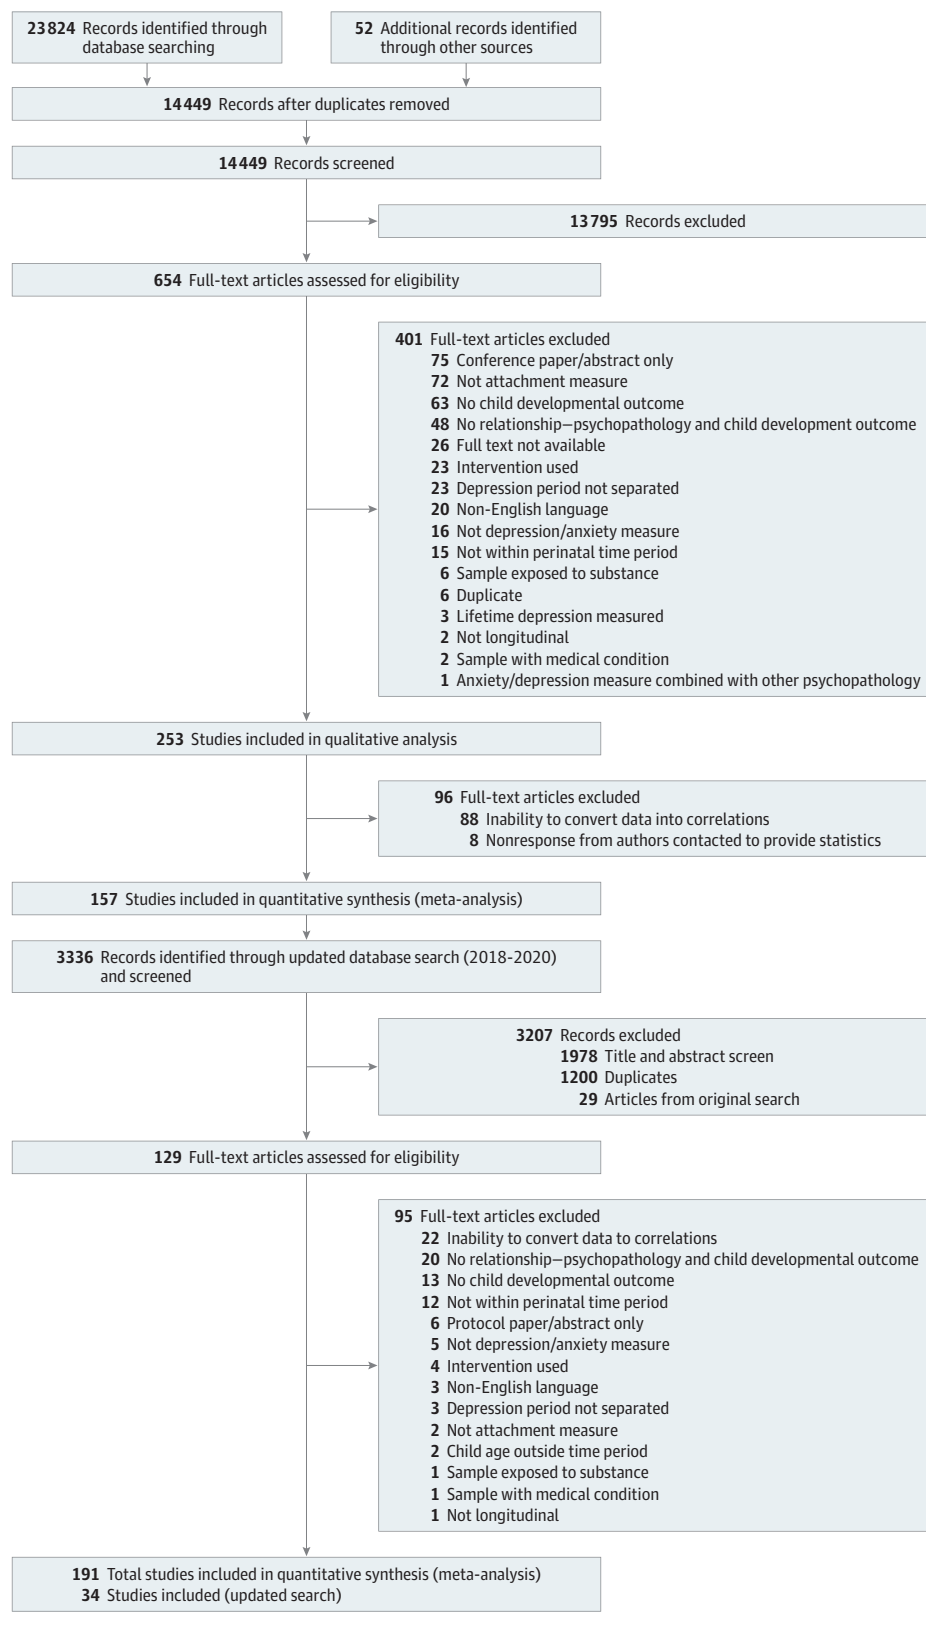 23824 Records identified through
database searching
52 Additional records identified
through other sources
14449 Records after duplicates removed
14449 Records screened
13795 Records excluded
654 Full-text articles assessed for eligibility
401 Full-text articles excluded
75 Conference paper/abstract only
72 Not attachment measure
63 No child developmental outcome
48 No relationship–psychopathology and child development outcome
26 Full text not available
23 Intervention used
23 Depression period not separated
20 Non-English language
16 Not depression/anxiety measure
15 Not within perinatal time period
6 Sample exposed to substance
6 Duplicate
3 Lifetime depression measured
2 Not longitudinal
2 Sample with medical condition
1 Anxiety/depression measure combined with other psychopathology
253 Studies included in qualitative analysis
96 Full-text articles excluded
88 Inability to convert data into correlations
8 Nonresponse from authors contacted to provide statistics
157 Studies included in quantitative synthesis (meta-analysis)
3336 Records identified through updated database search (2018-2020)
and screened
3207 Records excluded
1978 Title and abstract screen
1200 Duplicates
29 Articles from original search
129 Full-text articles assessed for eligibility
95 Full-text articles excluded
22 Inability to convert data to correlations
20 No relationship–psychopathology and child developmental outcome
13 No child developmental outcome
12 Not within perinatal time period
6 Protocol paper/abstract only
5 Not depression/anxiety measure
4 Intervention used
3 Non-English language
3 Depression period not separated
2 Not attachment measure
2 Child age outside time period
1 Sample exposed to substance
1 Sample with medical condition
1 Not longitudinal
191 Total studies included in quantitative synthesis (meta-analysis)
34 Studies included (updated search)